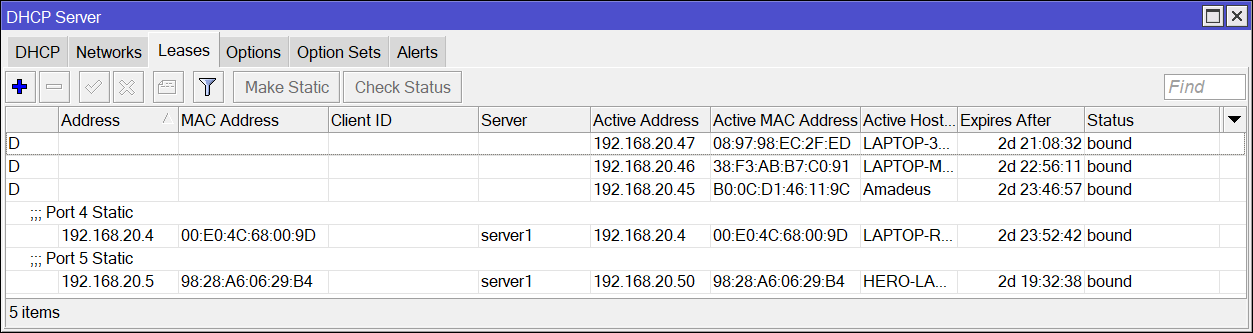 DHCP Server
DHCP Networks Leases Options Option Sets Alerts
Make Static Check Status Find
Address MAC Address Client ID Server Active Address Active MAC Address Active Host... Expires After Status
D 192.168.20.47 08:97:98:EC:2F:ED LAPTOP-3... 2d 21:08:32 bound
D 192.168.20.46 38:F3:AB:B7:C0:91 LAPTOP-M... 2d 22:56:11 bound
D 192.168.20.45 B0:0C:D1:46:11:9C Amadeus 2d 23:46:57 bound
;;; Port 4 Static
192.168.20.4 00:E0:4C:68:00:9D server1 192.168.20.4 00:E0:4C:68:00:9D LAPTOP-R... 2d 23:52:42 bound
;;; Port 5 Static
192.168.20.5 98:28:A6:06:29:B4 server1 192.168.20.50 98:28:A6:06:29:B4 HERO-LA... 2d 19:32:38 bound
5 items